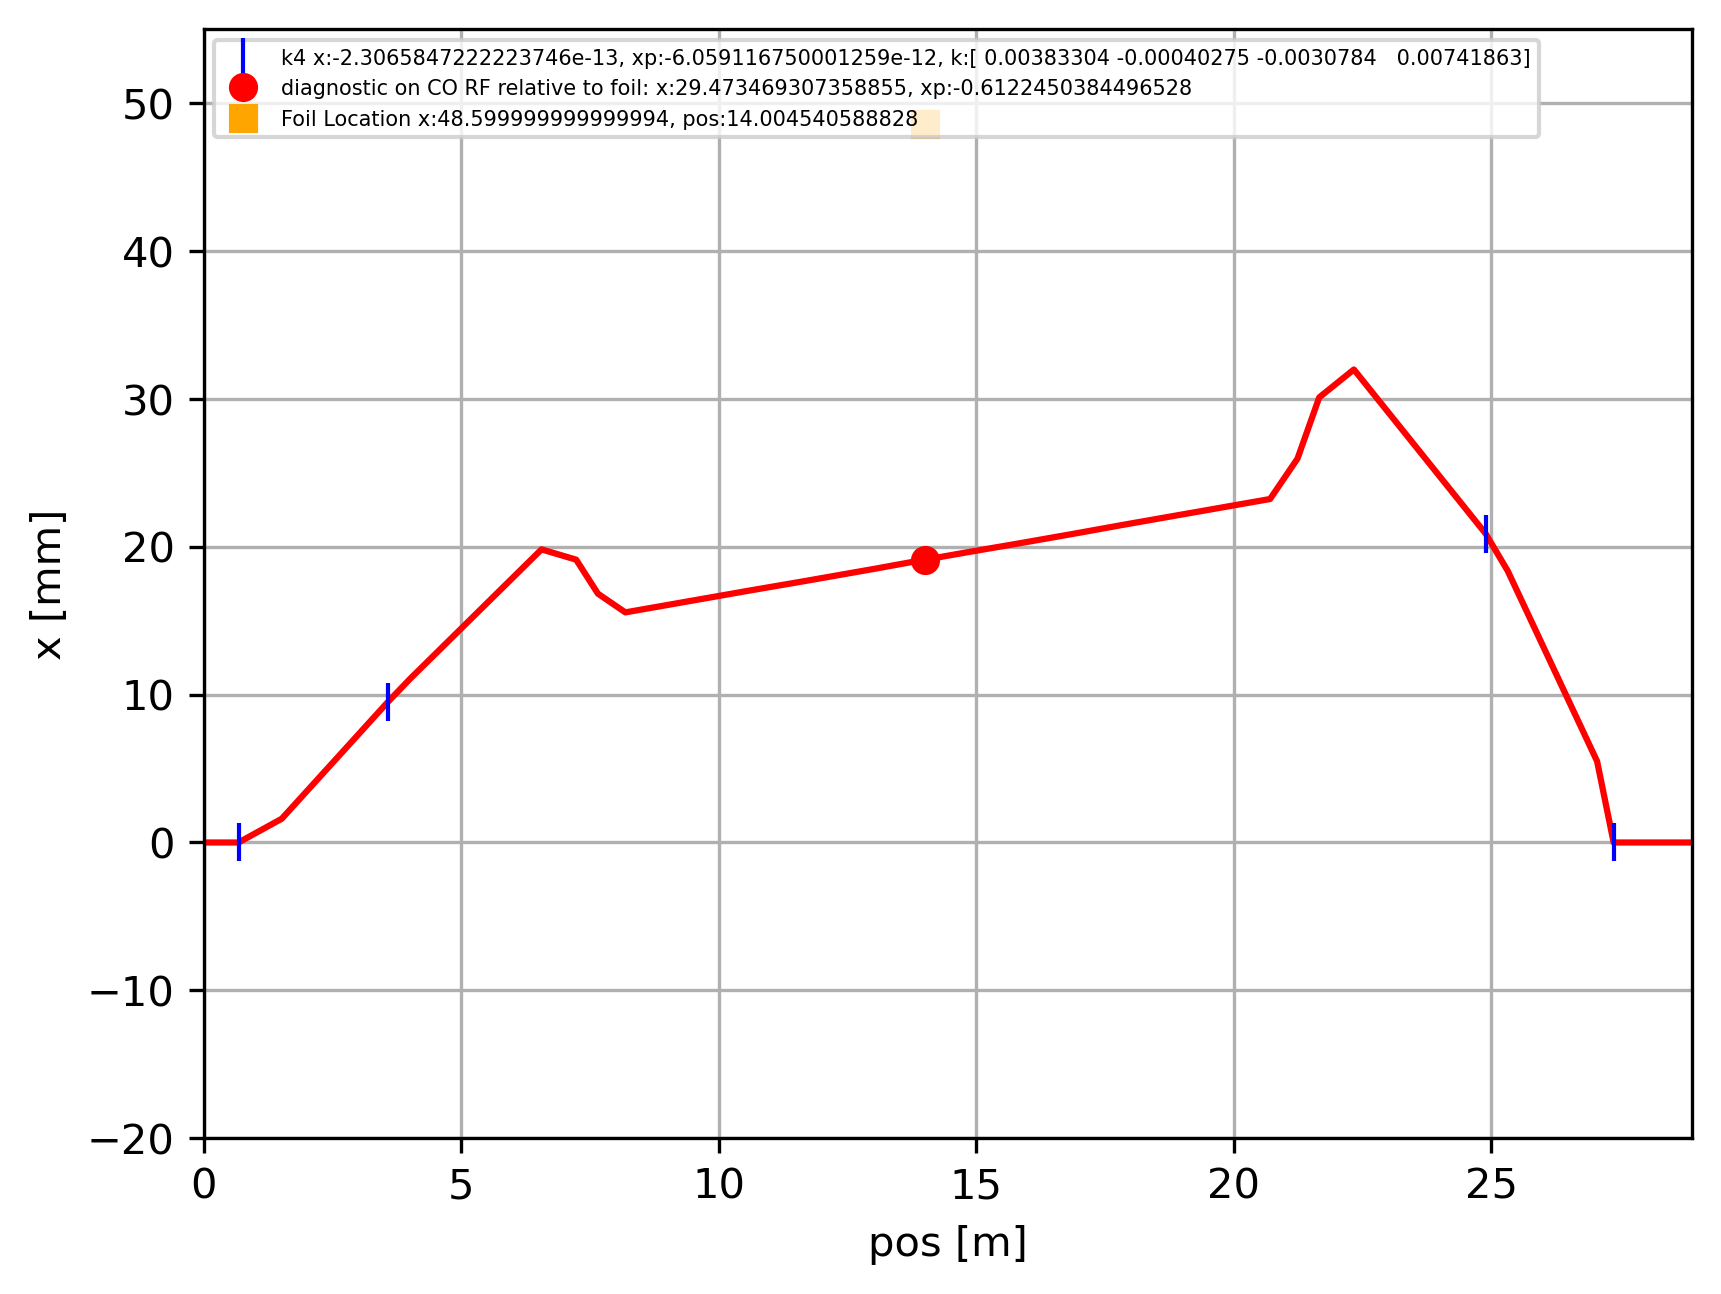 k4 x:-2.3065847222223746e-13, xp:-6.059116750001259e-12, k:[ 0.00383304 -0.00040275 -0.0030784   0.00741863]
diagnostic on CO RF relative to foil: x:29.473469307358855, xp:-0.6122450384496528
Foil Location x:48.599999999999994, pos:14.004540588828
50
40
30
20
10
0
−10
−20
x [mm]
0 5 10 15 20 25
pos [m]